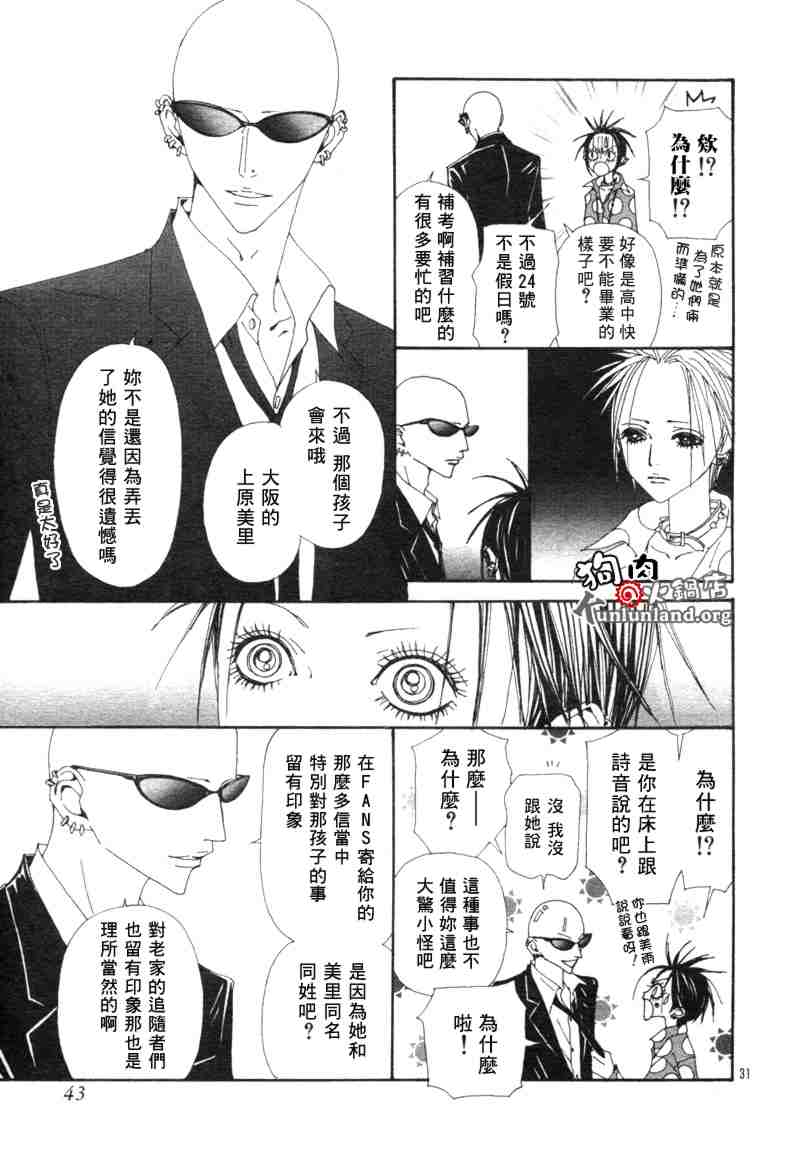 欸!?
為什麼!?
原本就是
為了她們倆
而準備的…
好像是高中快
要不能畢業的
樣子吧?
不過24號
不是假日嗎?
補考啊補習什麼的
有很多要忙的吧
不過 那個孩子
會來哦
大阪的
上原美里
妳不是還因為弄丟
了她的信覺得很遺憾嗎
真是太好了
狗肉
火鍋店
Kunlunland.org
為什麼!?
是你在床上跟
詩音說的吧?
你也跟美雨
說說看呀!
沒 我沒
跟她說
那麼—
為什麼?
這種事也不
值得妳這麼
大驚小怪吧
為什麼
啦!
在FANS寄給你的
那麼多信當中
特別對那孩子的事
留有印象
是因為她和
美里同名
同姓吧?
對老家的追隨者們
也留有印象那也是
理所當然的啊
31
43